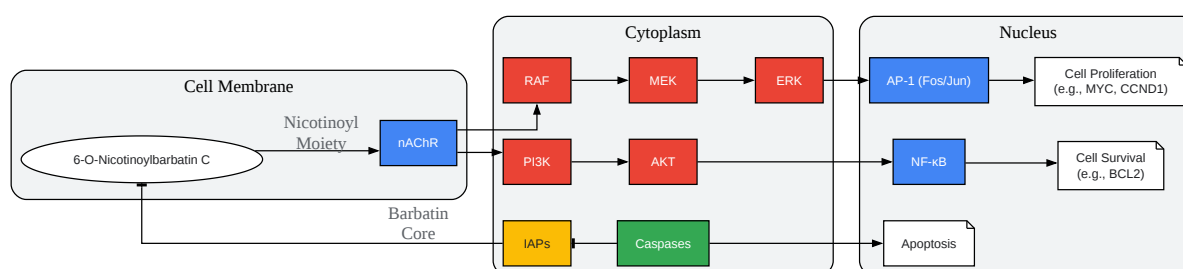 Cytoplasm
Nucleus
Cell Membrane
RAF
MEK
ERK
AP-1 (Fos/Jun)
Cell Proliferation
(e.g., MYC, CCND1)
Nicotinoyl
Moiety
nAChR
6-O-Nicotinoylbarbatin C
PI3K
AKT
NF-κB
Cell Survival
(e.g., BCL2)
Barbatin
Core
IAPs
Caspases
Apoptosis